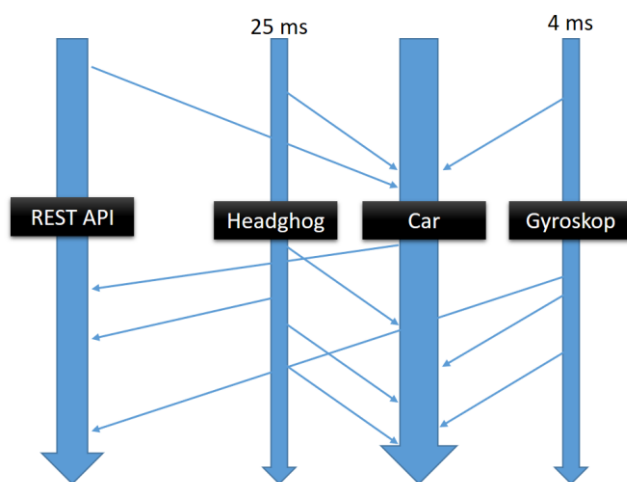 25 ms
4 ms
REST API
Headghog
Car
Gyroskop